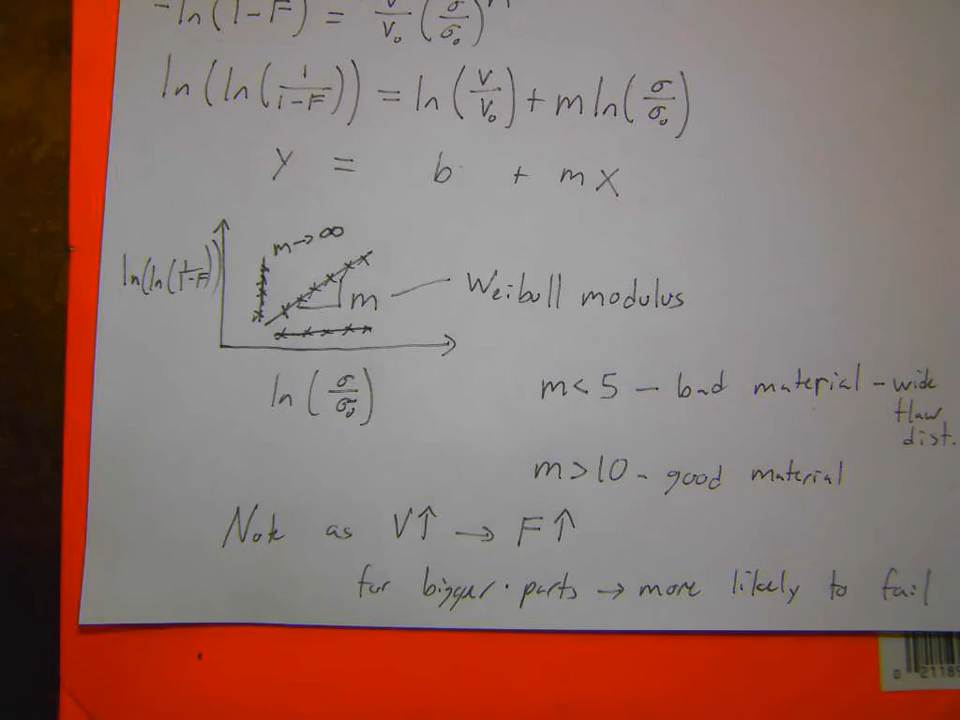 -ln(1-F) = V/V₀ (σ/σ₀)^m
ln(ln(1/(1-F))) = ln(V/V₀) + m ln(σ/σ₀)
y = b + mx
m→∞
ln(ln(1/(1-F)))
m — Weibull modulus
ln(σ/σ₀)
m< 5 – bad material – wide
flaw
dist.
m>10 - good material
Note as V↑ → F↑
for bigger parts → more likely to fail